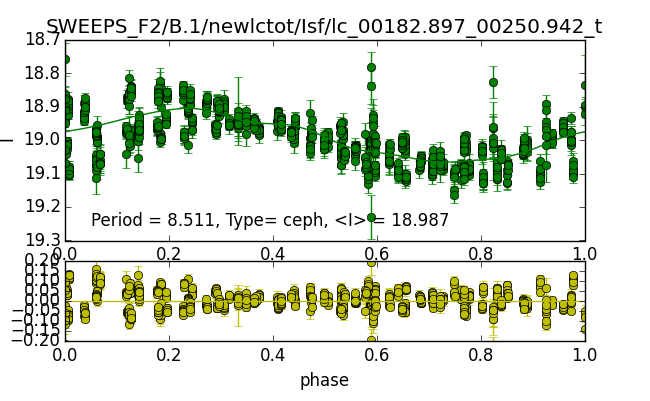 SWEEPS_F2/B.1/newlctot/Isf/lc_00182.897_00250.942_t
18.7
18.8
18.9
19.0
19.1
19.2
19.3
I
Period = 8.511, Type= ceph, <I> = 18.987
0.0 0.2 0.4 0.6 0.8 1.0
0.20
0.15
0.10
0.05
0.00
−0.05
−0.10
−0.15
−0.20
0.0 0.2 0.4 0.6 0.8 1.0
phase